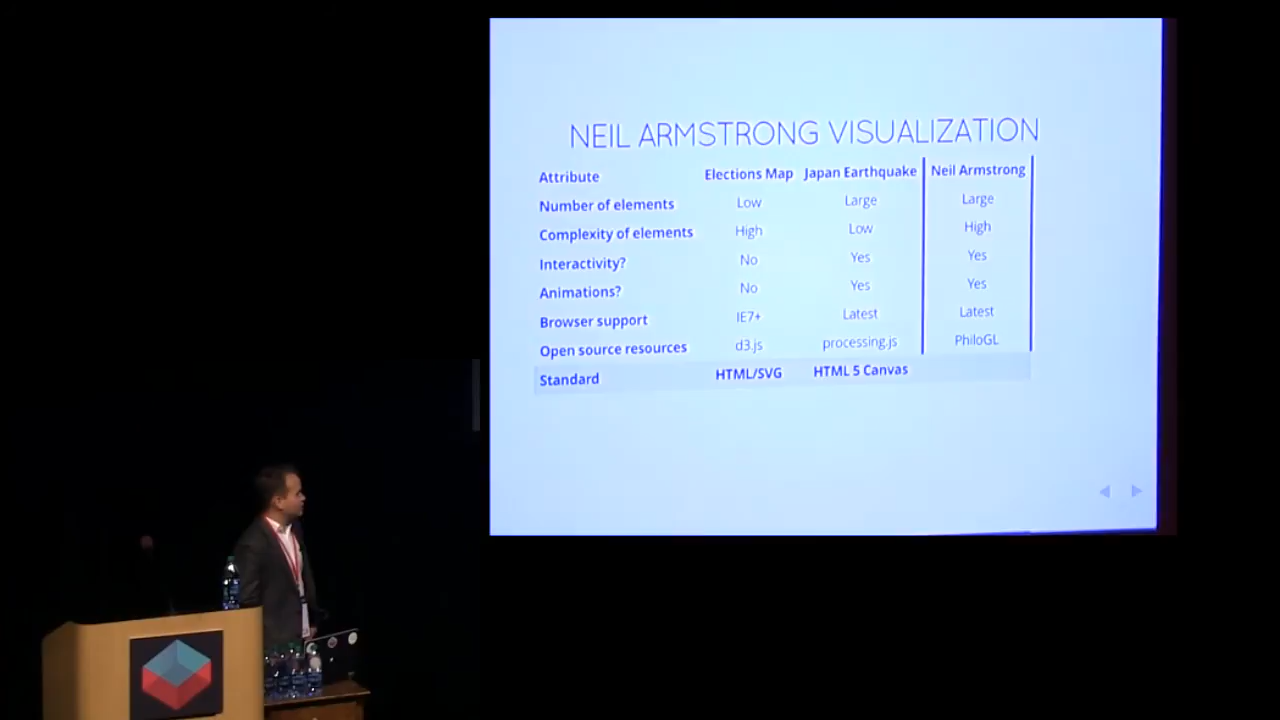 NEIL ARMSTRONG VISUALIZATION
Attribute Elections Map Japan Earthquake Neil Armstrong
Number of elements Low Large Large
Complexity of elements High Low High
Interactivity? No Yes Yes
Animations? No Yes Yes
Browser support IE7+ Latest Latest
Open source resources d3.js processing.js PhiloGL
Standard HTML/SVG HTML 5 Canvas